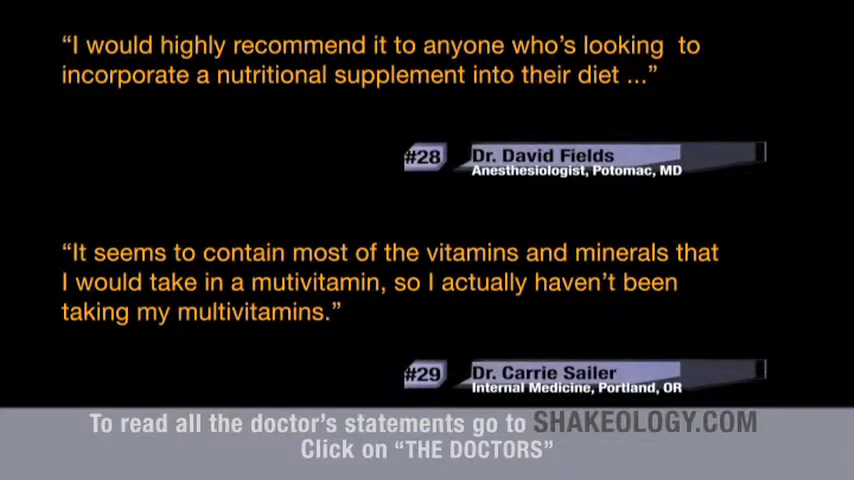 “I would highly recommend it to anyone who’s looking to
incorporate a nutritional supplement into their diet ...”
#28 Dr. David Fields
Anesthesiologist, Potomac, MD
“It seems to contain most of the vitamins and minerals that
I would take in a mutivitamin, so I actually haven’t been
taking my multivitamins.”
#29 Dr. Carrie Sailer
Internal Medicine, Portland, OR
To read all the doctor’s statements go to SHAKEOLOGY.COM
Click on “THE DOCTORS”